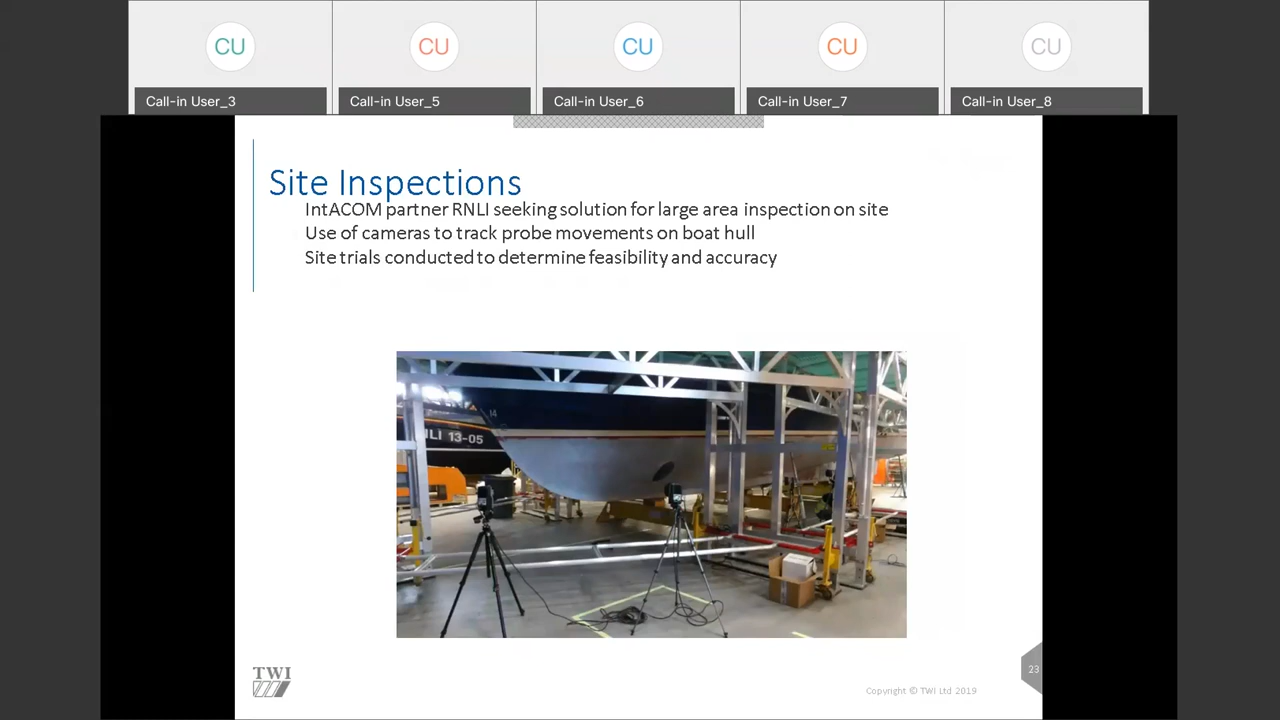 CU
CU
CU
CU
CU
Call-in User_3
Call-in User_5
Call-in User_6
Call-in User_7
Call-in User_8
Site Inspections
IntACOM partner RNLI seeking solution for large area inspection on site
Use of cameras to track probe movements on boat hull
Site trials conducted to determine feasibility and accuracy
14
NLI 13-05
TWI
Copyright © TWI Ltd 2019
23